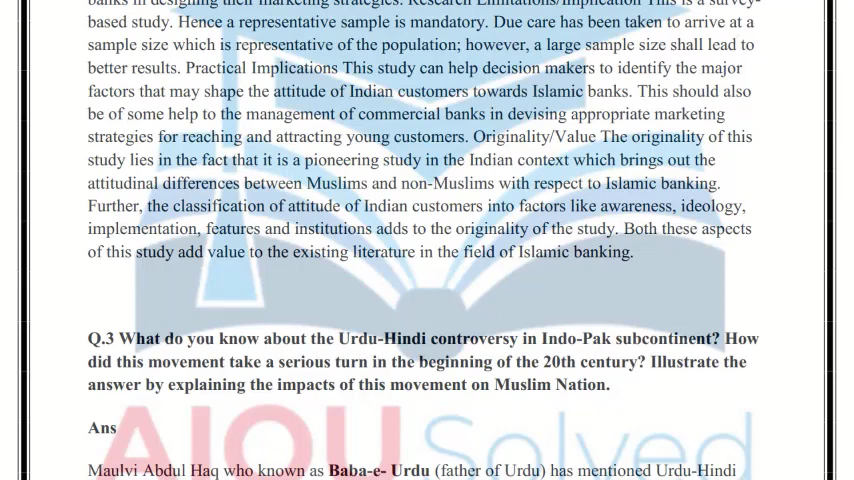 banks in designing their marketing strategies. Research Limitations/Implication This is a survey-
based study. Hence a representative sample is mandatory. Due care has been taken to arrive at a
sample size which is representative of the population; however, a large sample size shall lead to
better results. Practical Implications This study can help decision makers to identify the major
factors that may shape the attitude of Indian customers towards Islamic banks. This should also
be of some help to the management of commercial banks in devising appropriate marketing
strategies for reaching and attracting young customers. Originality/Value The originality of this
study lies in the fact that it is a pioneering study in the Indian context which brings out the
attitudinal differences between Muslims and non-Muslims with respect to Islamic banking.
Further, the classification of attitude of Indian customers into factors like awareness, ideology,
implementation, features and institutions adds to the originality of the study. Both these aspects
of this study add value to the existing literature in the field of Islamic banking.
Q.3 What do you know about the Urdu-Hindi controversy in Indo-Pak subcontinent? How
did this movement take a serious turn in the beginning of the 20th century? Illustrate the
answer by explaining the impacts of this movement on Muslim Nation.
Ans
AIOU Solved
Maulvi Abdul Haq who known as Baba-e- Urdu (father of Urdu) has mentioned Urdu-Hindi